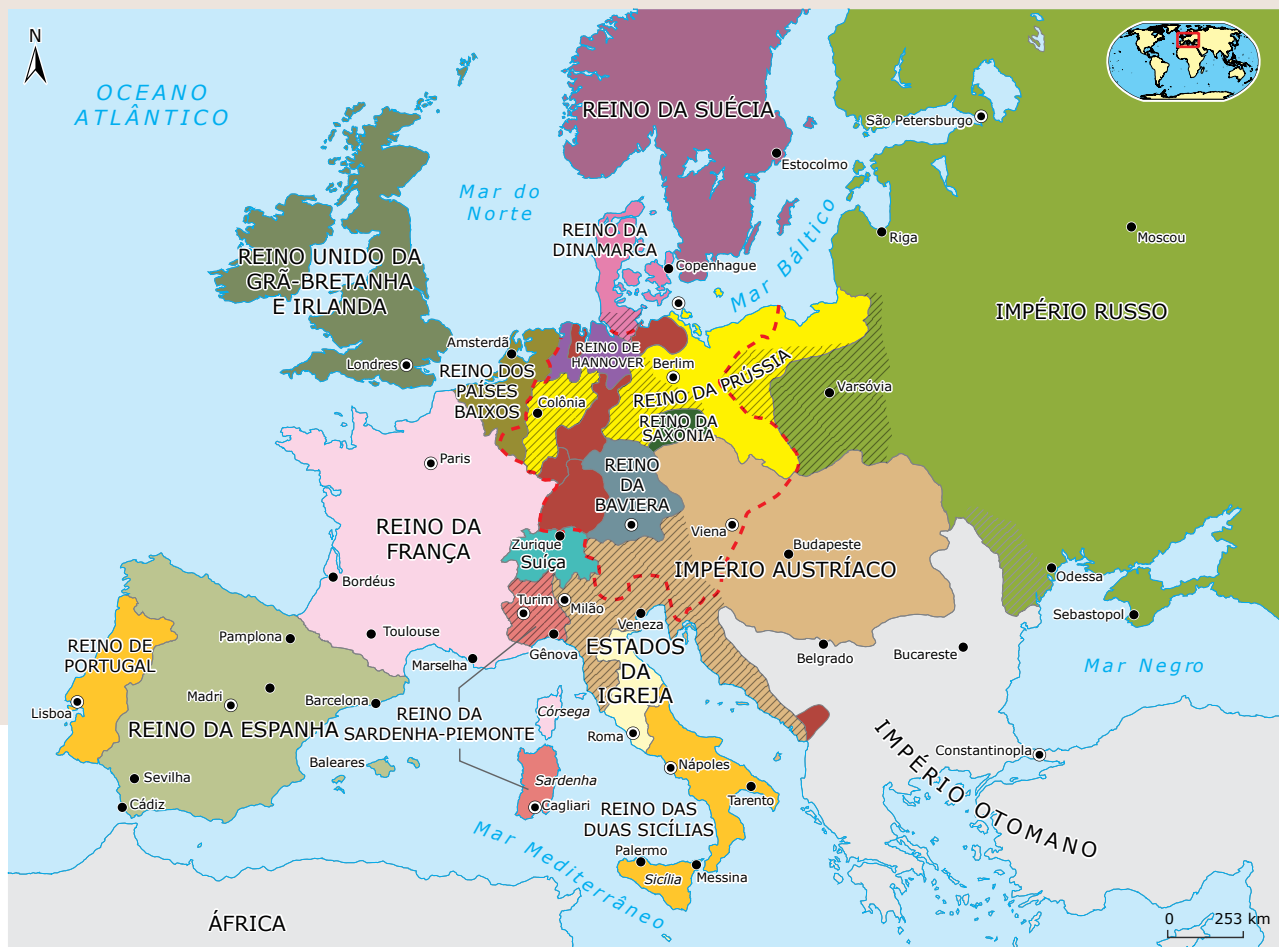 N
OCEANO
ATLÂNTICO
REINO DA SUÉCIA
São Petersburgo
Estocolmo
Mar do
Norte
Mar Báltico
REINO DA
DINAMARCA
Riga
Moscou
REINO UNIDO DA
GRÃ-BRETANHA
E IRLANDA
Copenhague
IMPÉRIO RUSSO
Londres
Amsterdã
REINO DE
HANNOVER
REINO DOS
PAÍSES
BAIXOS
Berlim
REINO DA PRÚSSIA
Varsóvia
Colônia
REINO DA
SAXONIA
Paris
REINO
DA
BAVIERA
REINO DA
FRANÇA
Viena
Zurique
Suíça
Budapeste
IMPÉRIO AUSTRÍACO
Odessa
Bordéus
Turim
Milão
Sebastopol
Veneza
Toulouse
Pamplona
REINO DE
PORTUGAL
Marselha
Gênova
ESTADOS
DA
IGREJA
Belgrado
Bucareste
Mar Negro
Madri
Barcelona
Lisboa
REINO DA ESPANHA
REINO DA
SARDENHA-PIEMONTE
Córsega
Roma
IMPÉRIO OTOMANO
Constantinopla
Baleares
Nápoles
Sevilha
Sardenha
Cádiz
Cagliari
Tarento
REINO DAS
DUAS SICÍLIAS
Mar Mediterrâneo
Palermo
Sicília
Messina
ÁFRICA
0 253 km